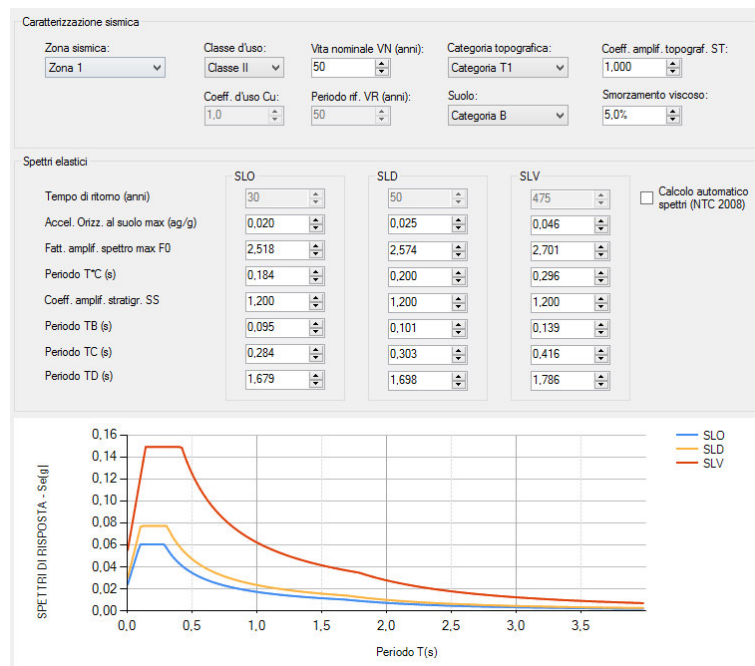 Caratterizzazione sismica
Zona sismica: Classe d'uso: Vita nominale VN (anni): Categoria topografica: Coeff. amplif. topograf. ST:
Zona 1 Classe II 50 Categoria T1 1,000
Coeff. d'uso Cu: Periodo rif. VR (anni): Suolo: Smorzamento viscoso:
1,0 50 Categoria B 5,0%
Spettri elastici
SLO SLD SLV
Tempo di ritorno (anni) 30 50 475 Calcolo automatico
spettri (NTC 2008)
Accel. Orizz. al suolo max (ag/g) 0,020 0,025 0,046
Fatt. amplif. spettro max F0 2,518 2,574 2,701
Periodo T*C (s) 0,184 0,200 0,296
Coeff. amplif. stratigr. SS 1,200 1,200 1,200
Periodo TB (s) 0,095 0,101 0,139
Periodo TC (s) 0,284 0,303 0,416
Periodo TD (s) 1,679 1,698 1,786
SPETTRI DI RISPOSTA - Se[g]
0,16
0,14
0,12
0,10
0,08
0,06
0,04
0,02
0,00
0,0 0,5 1,0 1,5 2,0 2,5 3,0 3,5
Periodo T(s)
SLO
SLD
SLV